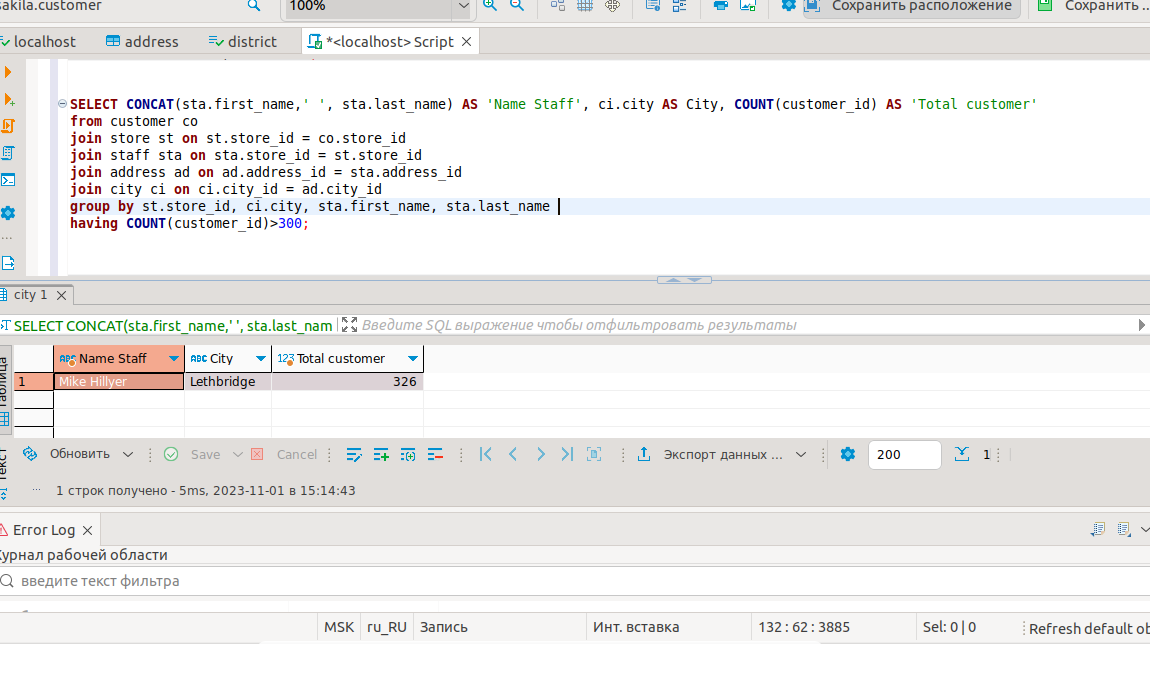 sakila.customer 100% Сохранить расположение Сохранить ...
localhost address district *<localhost> Script
SELECT CONCAT(sta.first_name,' ', sta.last_name) AS 'Name Staff', ci.city AS City, COUNT(customer_id) AS 'Total customer'
from customer co
join store st on st.store_id = co.store_id
join staff sta on sta.store_id = st.store_id
join address ad on ad.address_id = sta.address_id
join city ci on ci.city_id = ad.city_id
group by st.store_id, ci.city, sta.first_name, sta.last_name
having COUNT(customer_id)>300;
city 1
SELECT CONCAT(sta.first_name,' ', sta.last_nam Введите SQL выражение чтобы отфильтровать результаты
Таблица
ABC Name Staff ABC City 123 Total customer
1 Mike Hillyer Lethbridge 326
Текст
Обновить Save Cancel Экспорт данных ... 200 1
1 строк получено - 5ms, 2023-11-01 в 15:14:43
Error Log
Журнал рабочей области
введите текст фильтра
MSK ru_RU Запись Инт. вставка 132 : 62 : 3885 Sel: 0 | 0 Refresh default ob